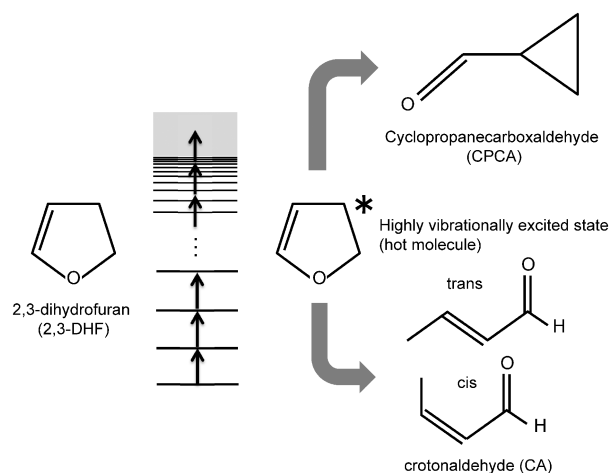 O
Cyclopropanecarboxaldehyde
(CPCA)
O
2,3-dihydrofuran
(2,3-DHF)
O
*
Highly vibrationally excited state
(hot molecule)
trans
O
H
cis
O
H
crotonaldehyde (CA)